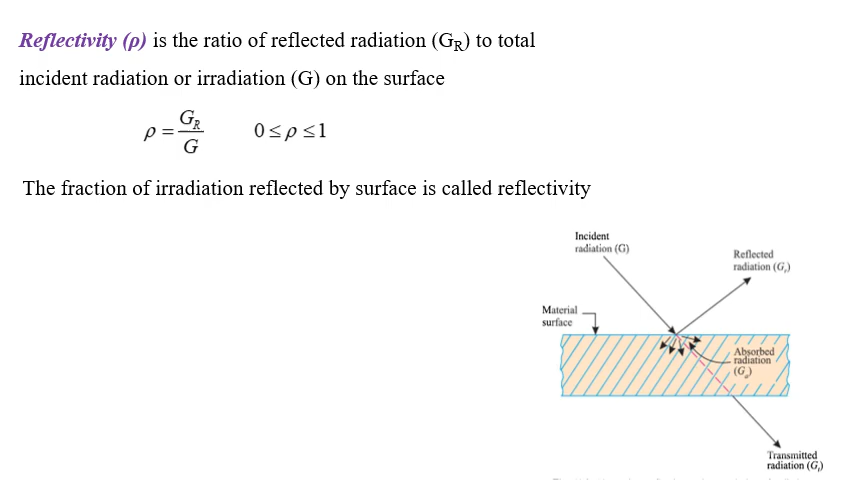 Reflectivity (ρ) is the ratio of reflected radiation (G_R) to total
incident radiation or irradiation (G) on the surface
ρ = G_R / G    0 ≤ ρ ≤ 1
The fraction of irradiation reflected by surface is called reflectivity
Incident
radiation (G)
Reflected
radiation (G_r)
Material
surface
Absorbed
radiation
(G_a)
Transmitted
radiation (G_t)